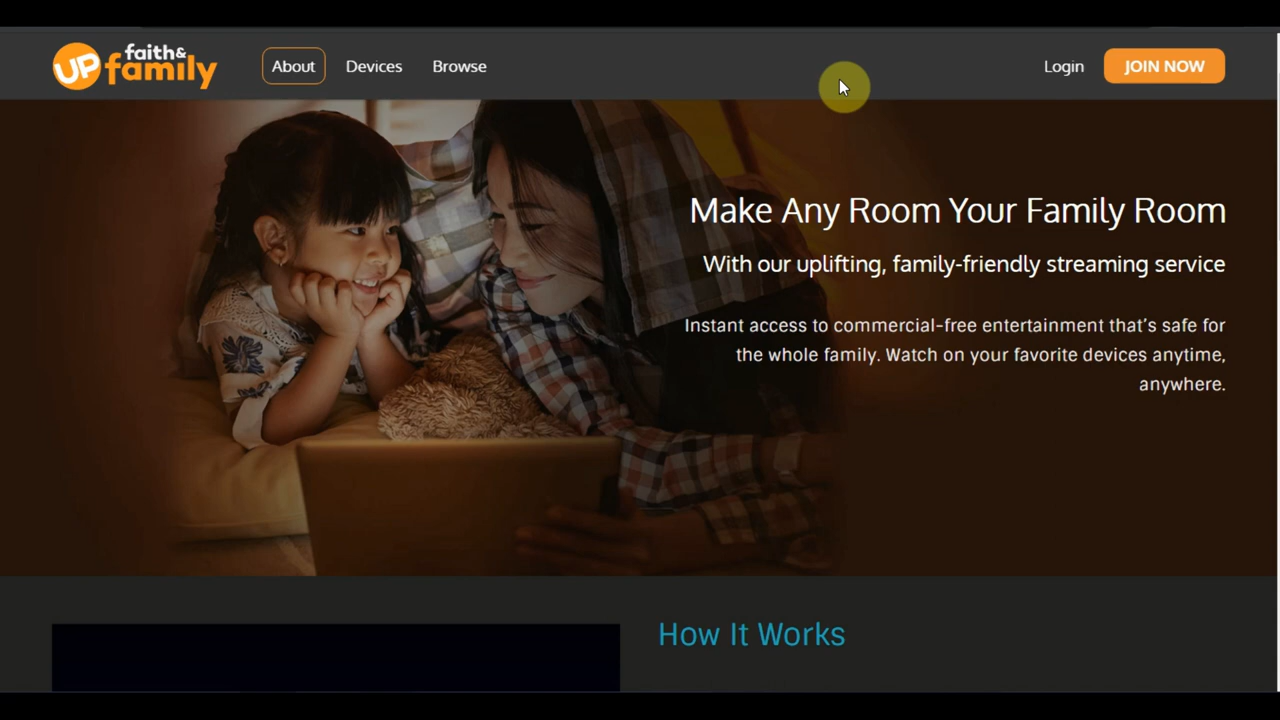 UP faith&
family
About
Devices
Browse
Login
JOIN NOW
Make Any Room Your Family Room
With our uplifting, family-friendly streaming service
Instant access to commercial-free entertainment that's safe for
the whole family. Watch on your favorite devices anytime,
anywhere.
How It Works